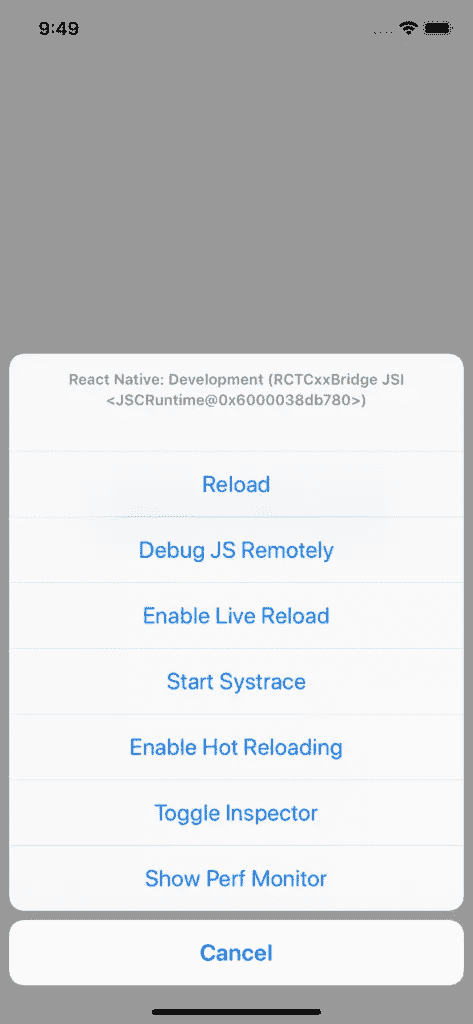 9:49
React Native: Development (RCTCxxBridge JSI
<JSCRuntime@0x6000038db780>)
Reload
Debug JS Remotely
Enable Live Reload
Start Systrace
Enable Hot Reloading
Toggle Inspector
Show Perf Monitor
Cancel